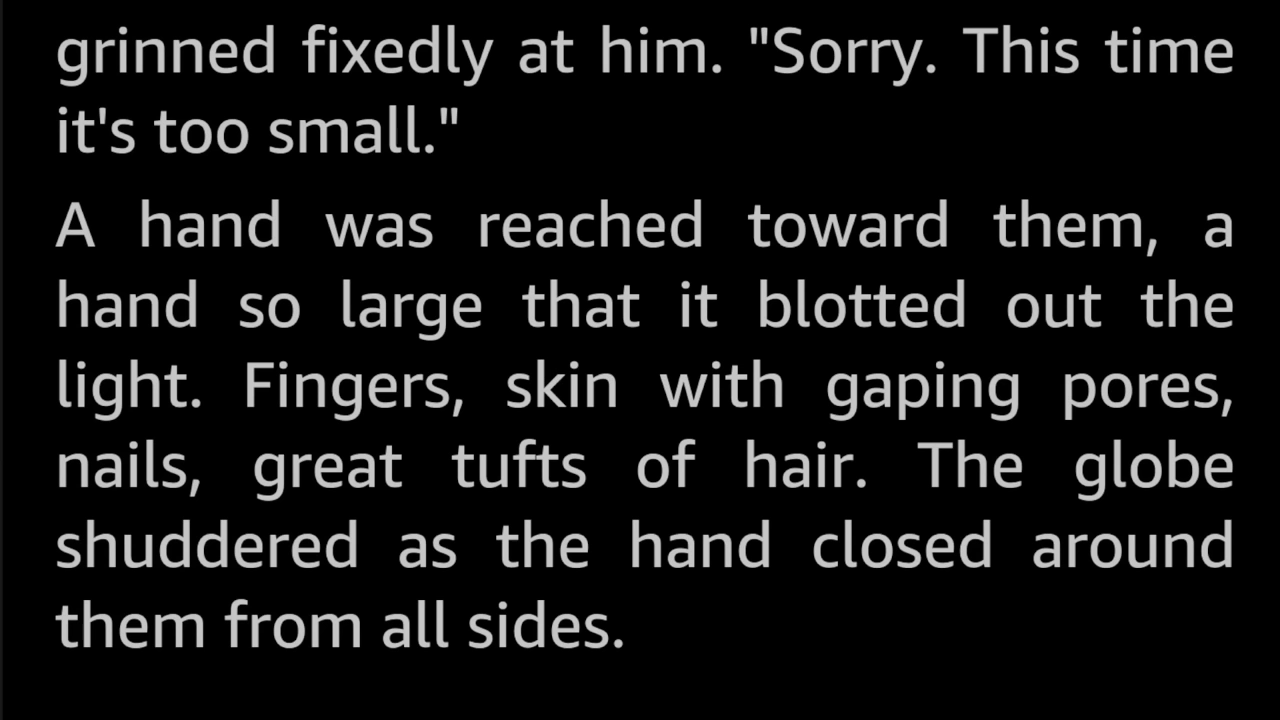 grinned fixedly at him. "Sorry. This time
it's too small."
A hand was reached toward them, a
hand so large that it blotted out the
light. Fingers, skin with gaping pores,
nails, great tufts of hair. The globe
shuddered as the hand closed around
them from all sides.